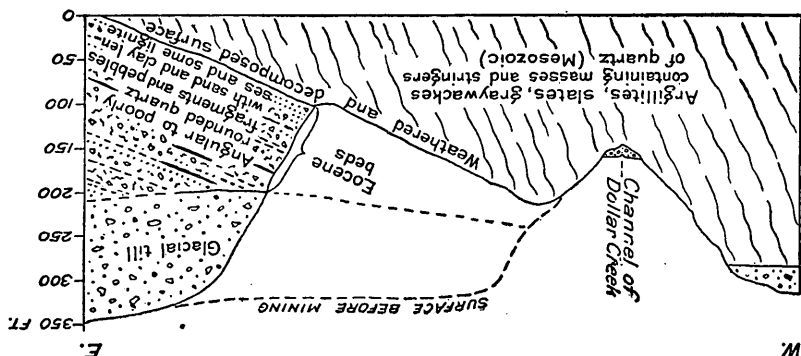 W.
E.
350 FT.
300
250
200
150
100
50
0
SURFACE BEFORE MINING
Channel of
Dollar Creek
Glacial till
Eocene
beds
Angular to poorly
rounded quartz
fragments and pebbles
with sand and clay len-
ses and some lignite
Weathered and decomposed surface
Argillites, slates, graywackes
containing masses and stringers
of quartz (Mesozoic)